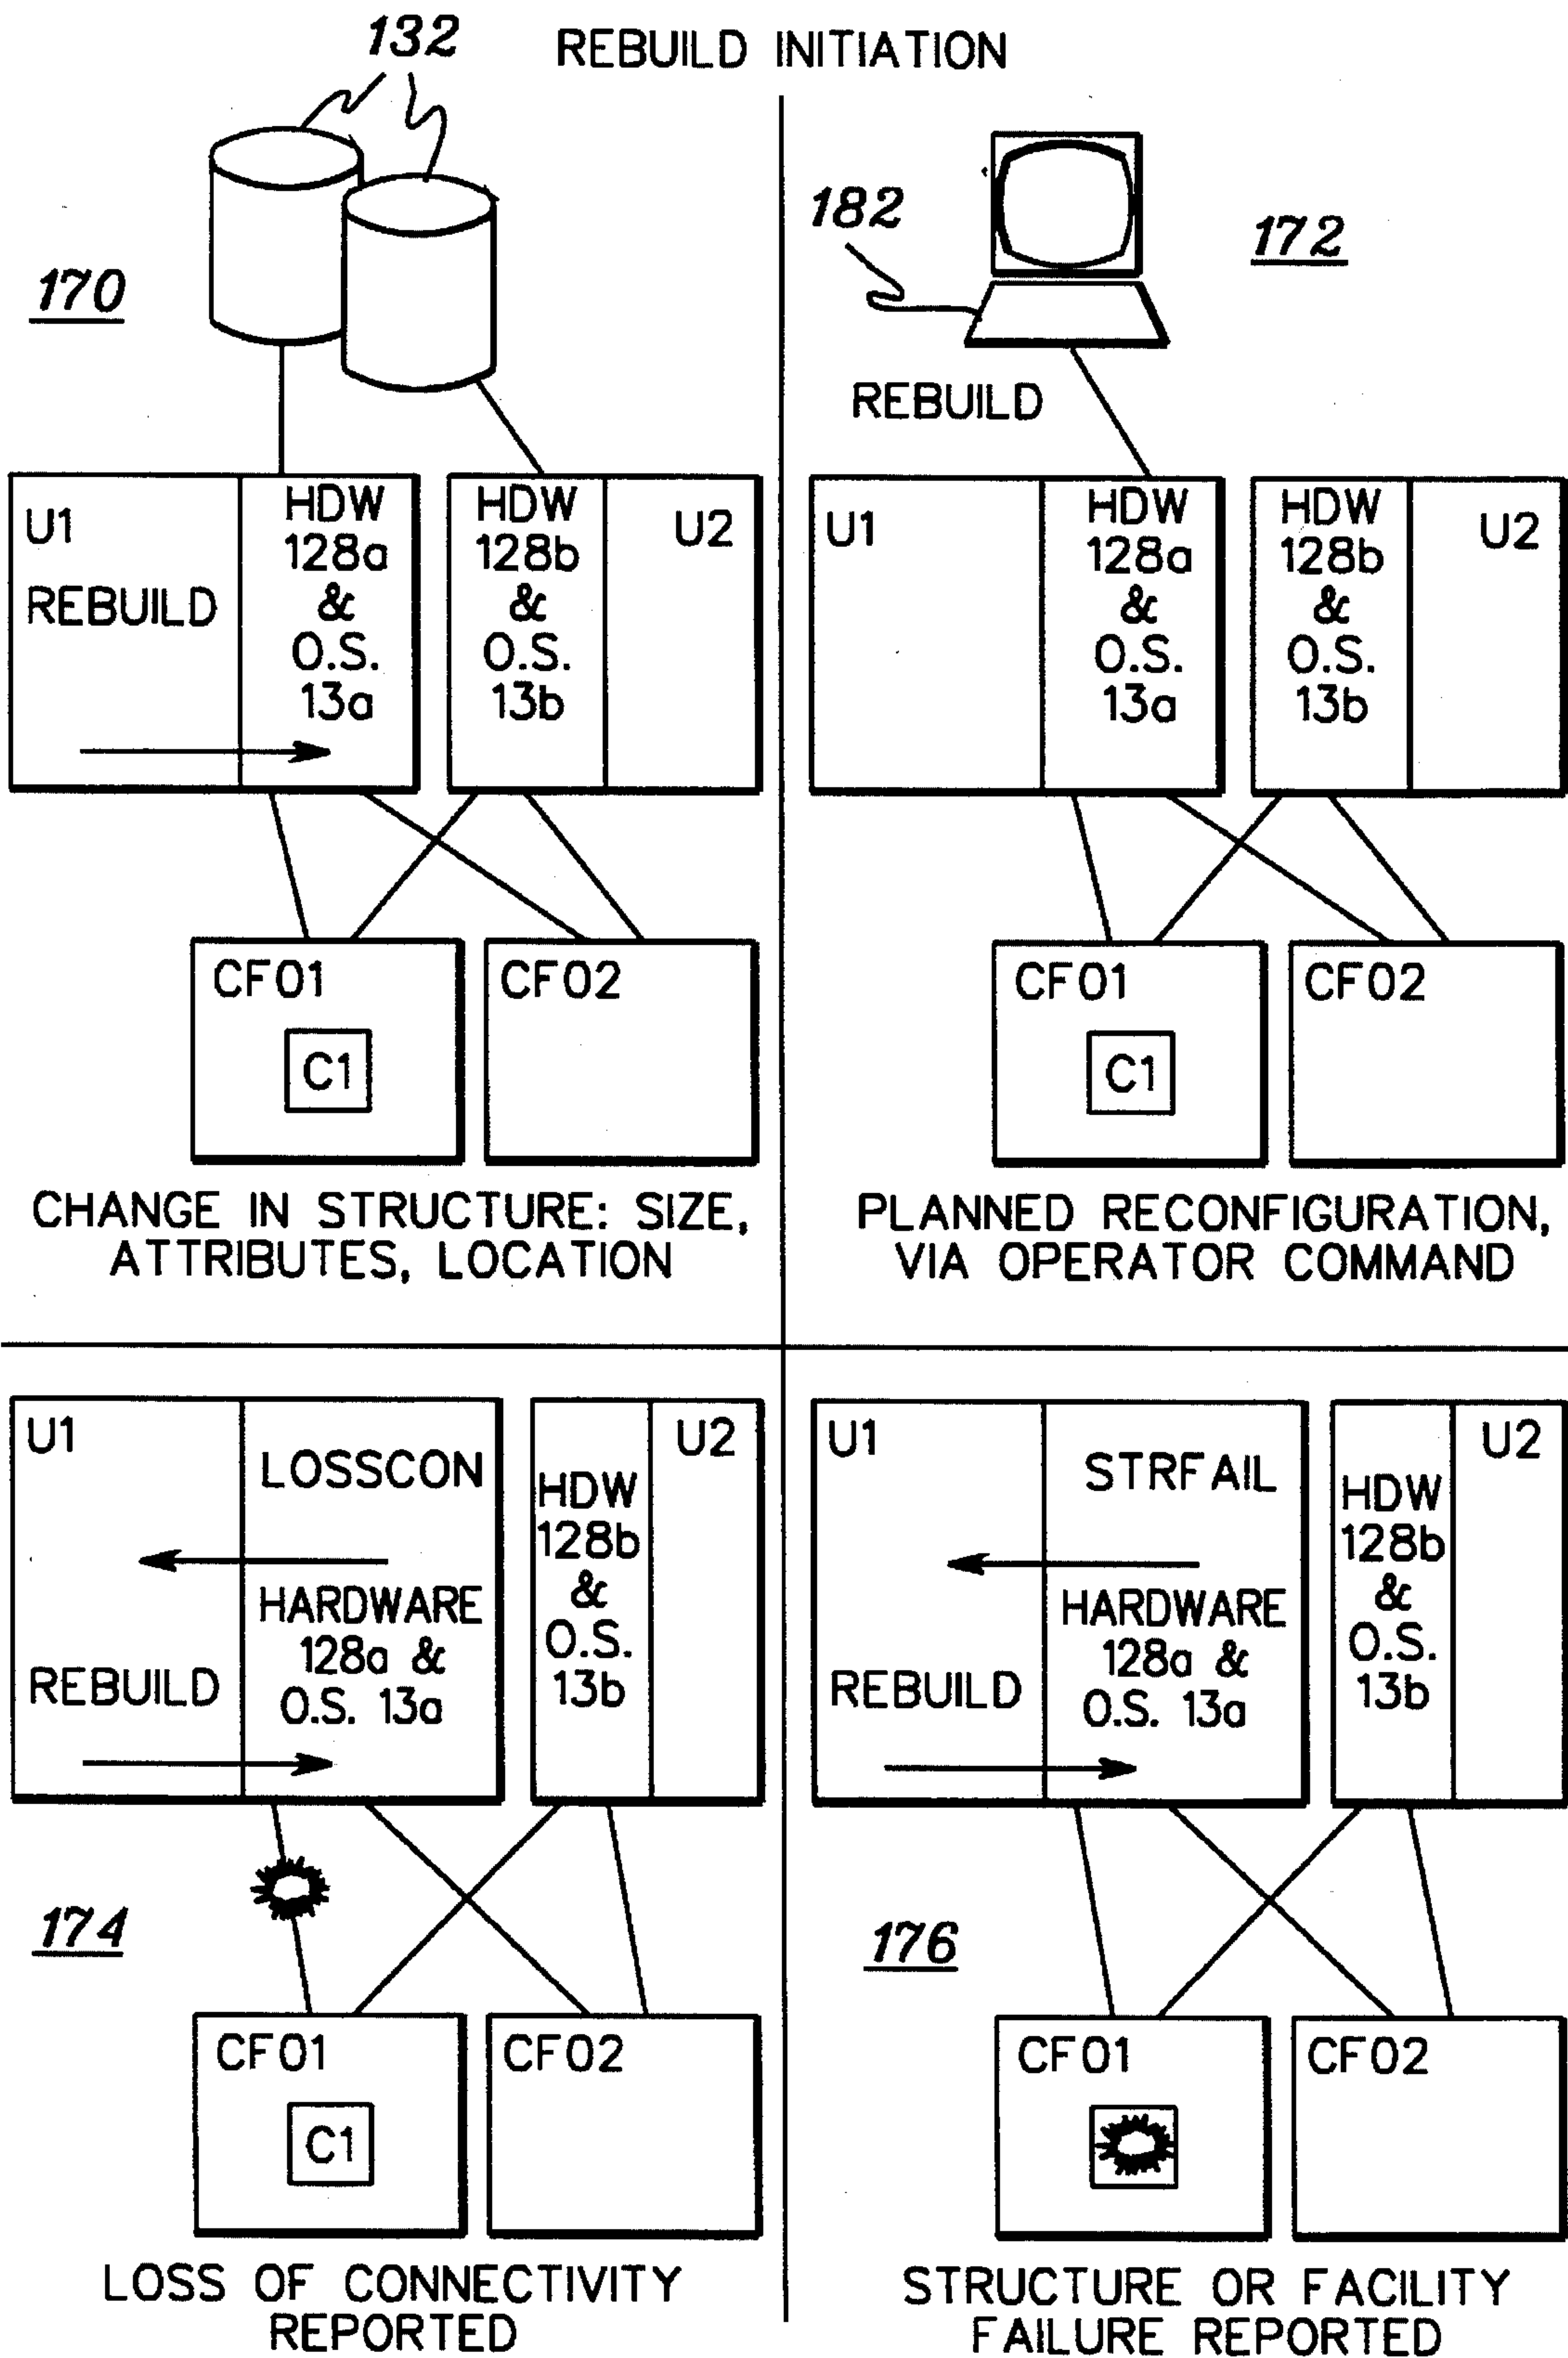 REBUILD INITIATION
132
170
U1
REBUILD
HDW
128a
&
O.S.
13a
HDW
128b
&
O.S.
13b
U2
CF01
C1
CF02
CHANGE IN STRUCTURE: SIZE,
ATTRIBUTES, LOCATION
182
172
REBUILD
U1
HDW
128a
&
O.S.
13a
HDW
128b
&
O.S.
13b
U2
CF01
C1
CF02
PLANNED RECONFIGURATION,
VIA OPERATOR COMMAND
U1
LOSSCON
REBUILD
HARDWARE
128a &
O.S. 13a
HDW
128b
&
O.S.
13b
U2
174
CF01
C1
CF02
LOSS OF CONNECTIVITY
REPORTED
U1
STRFAIL
REBUILD
HARDWARE
128a &
O.S. 13a
HDW
128b
&
O.S.
13b
U2
176
CF01
CF02
STRUCTURE OR FACILITY
FAILURE REPORTED